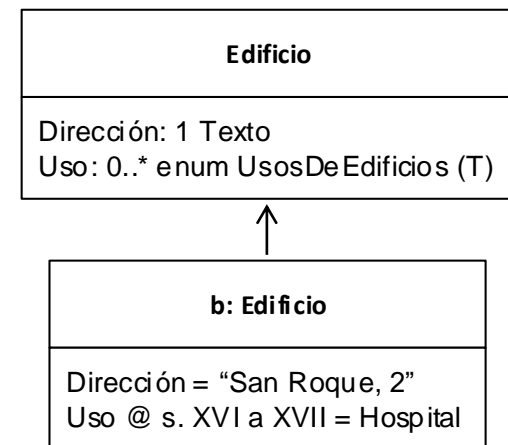 Edificio
Dirección: 1 Texto
Uso: 0..* enum UsosDeEdificios (T)
b: Edificio
Dirección = “San Roque, 2”
Uso @ s. XVI a XVII = Hospital